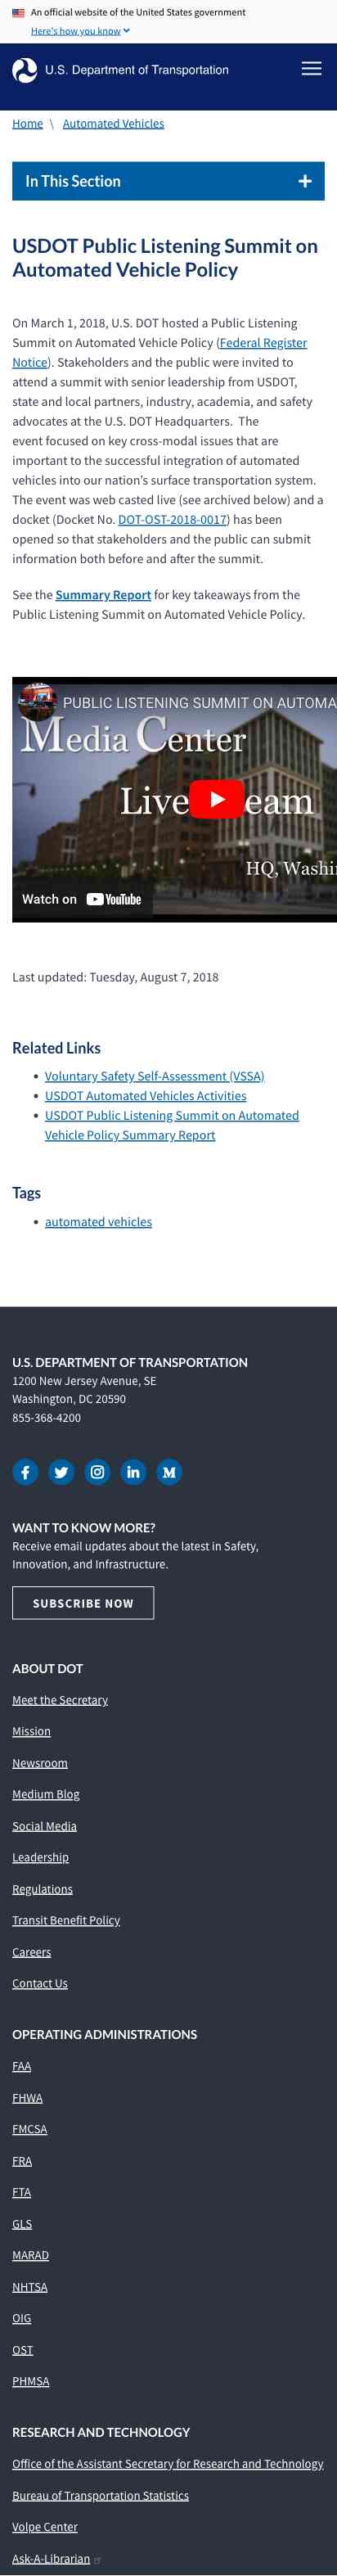 An official website of the United States government
Here's how you know
U.S. Department of Transportation
Home \ Automated Vehicles
In This Section
USDOT Public Listening Summit on
Automated Vehicle Policy
On March 1, 2018, U.S. DOT hosted a Public Listening
Summit on Automated Vehicle Policy (Federal Register
Notice). Stakeholders and the public were invited to
attend a summit with senior leadership from USDOT,
state and local partners, industry, academia, and safety
advocates at the U.S. DOT Headquarters.  The
event focused on key cross-modal issues that are
important to the successful integration of automated
vehicles into our nation's surface transportation system.
The event was web casted live (see archived below) and a
docket (Docket No. DOT-OST-2018-0017) has been
opened so that stakeholders and the public can submit
information both before and after the summit.
See the Summary Report for key takeaways from the
Public Listening Summit on Automated Vehicle Policy.
PUBLIC LISTENING SUMMIT ON AUTOMA
Media Center
Live
eam
HQ, Washi
Watch on YouTube
Last updated: Tuesday, August 7, 2018
Related Links
• Voluntary Safety Self-Assessment (VSSA)
• USDOT Automated Vehicles Activities
• USDOT Public Listening Summit on Automated
Vehicle Policy Summary Report
Tags
• automated vehicles
U.S. DEPARTMENT OF TRANSPORTATION
1200 New Jersey Avenue, SE
Washington, DC 20590
855-368-4200
WANT TO KNOW MORE?
Receive email updates about the latest in Safety,
Innovation, and Infrastructure.
SUBSCRIBE NOW
ABOUT DOT
Meet the Secretary
Mission
Newsroom
Medium Blog
Social Media
Leadership
Regulations
Transit Benefit Policy
Careers
Contact Us
OPERATING ADMINISTRATIONS
FAA
FHWA
FMCSA
FRA
FTA
GLS
MARAD
NHTSA
OIG
OST
PHMSA
RESEARCH AND TECHNOLOGY
Office of the Assistant Secretary for Research and Technology
Bureau of Transportation Statistics
Volpe Center
Ask-A-Librarian